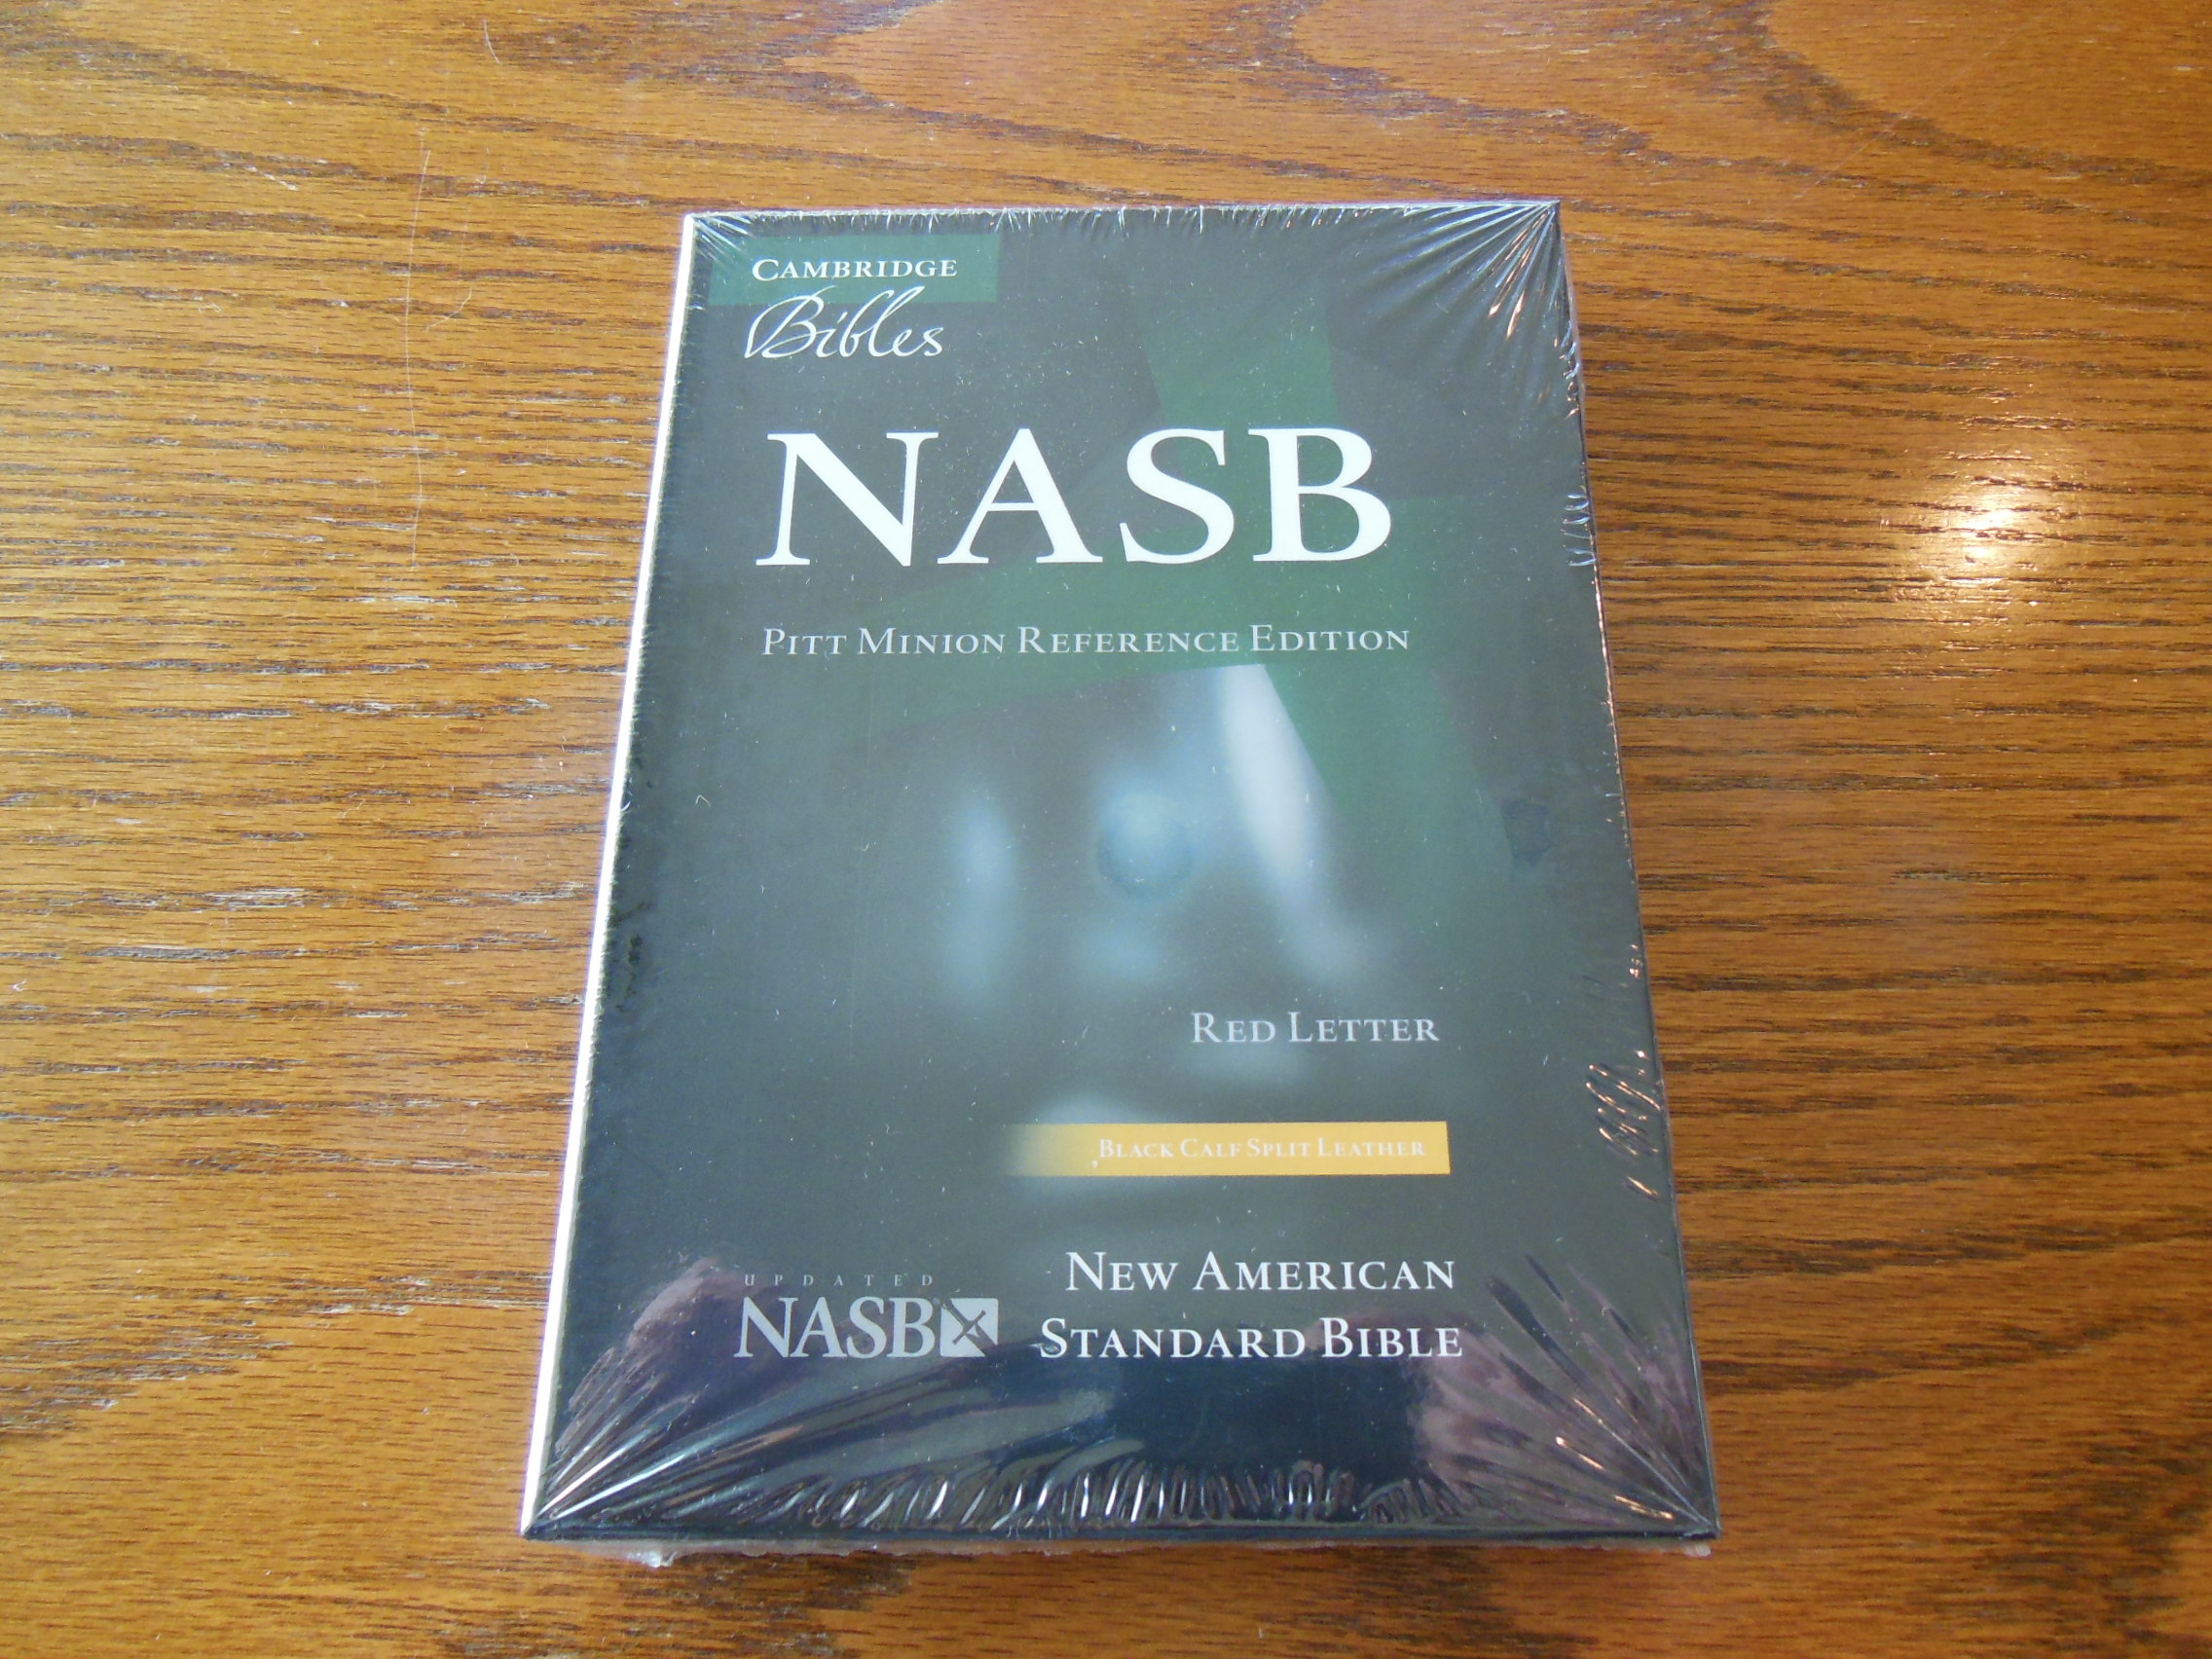 CAMBRIDGE
Bibles
NASB
PITT MINION REFERENCE EDITION
RED LETTER
BLACK CALF SPLIT LEATHER
UPDATED
NASB
NEW AMERICAN
STANDARD BIBLE